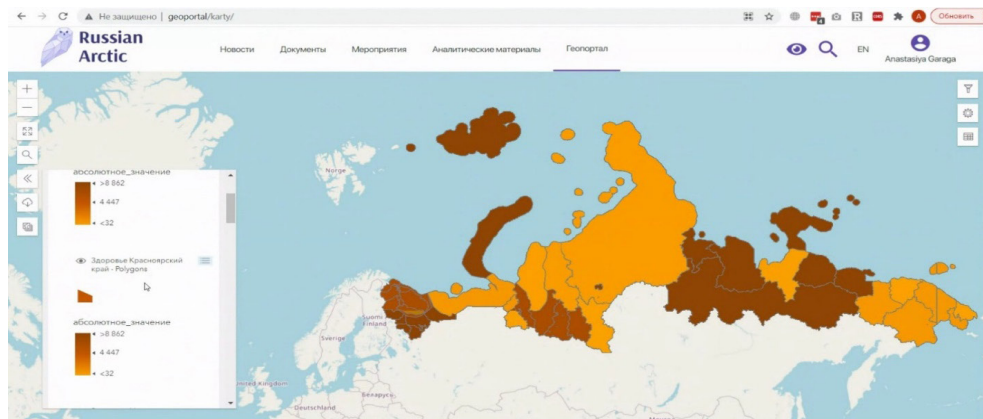 Не защищено | geoportal/karty/
Обновить
Russian
Arctic
Новости
Документы
Мероприятия
Аналитические материалы
Геопортал
EN
Anastasiya Garaga
абсолютное_значение
>8 862
4 447
<32
Здоровье Красноярский
край - Polygons
абсолютное_значение
>8 862
4 447
<32
Norge
Suomi
Finland
Sverige
United Kingdom
Deutschland
Беларусь